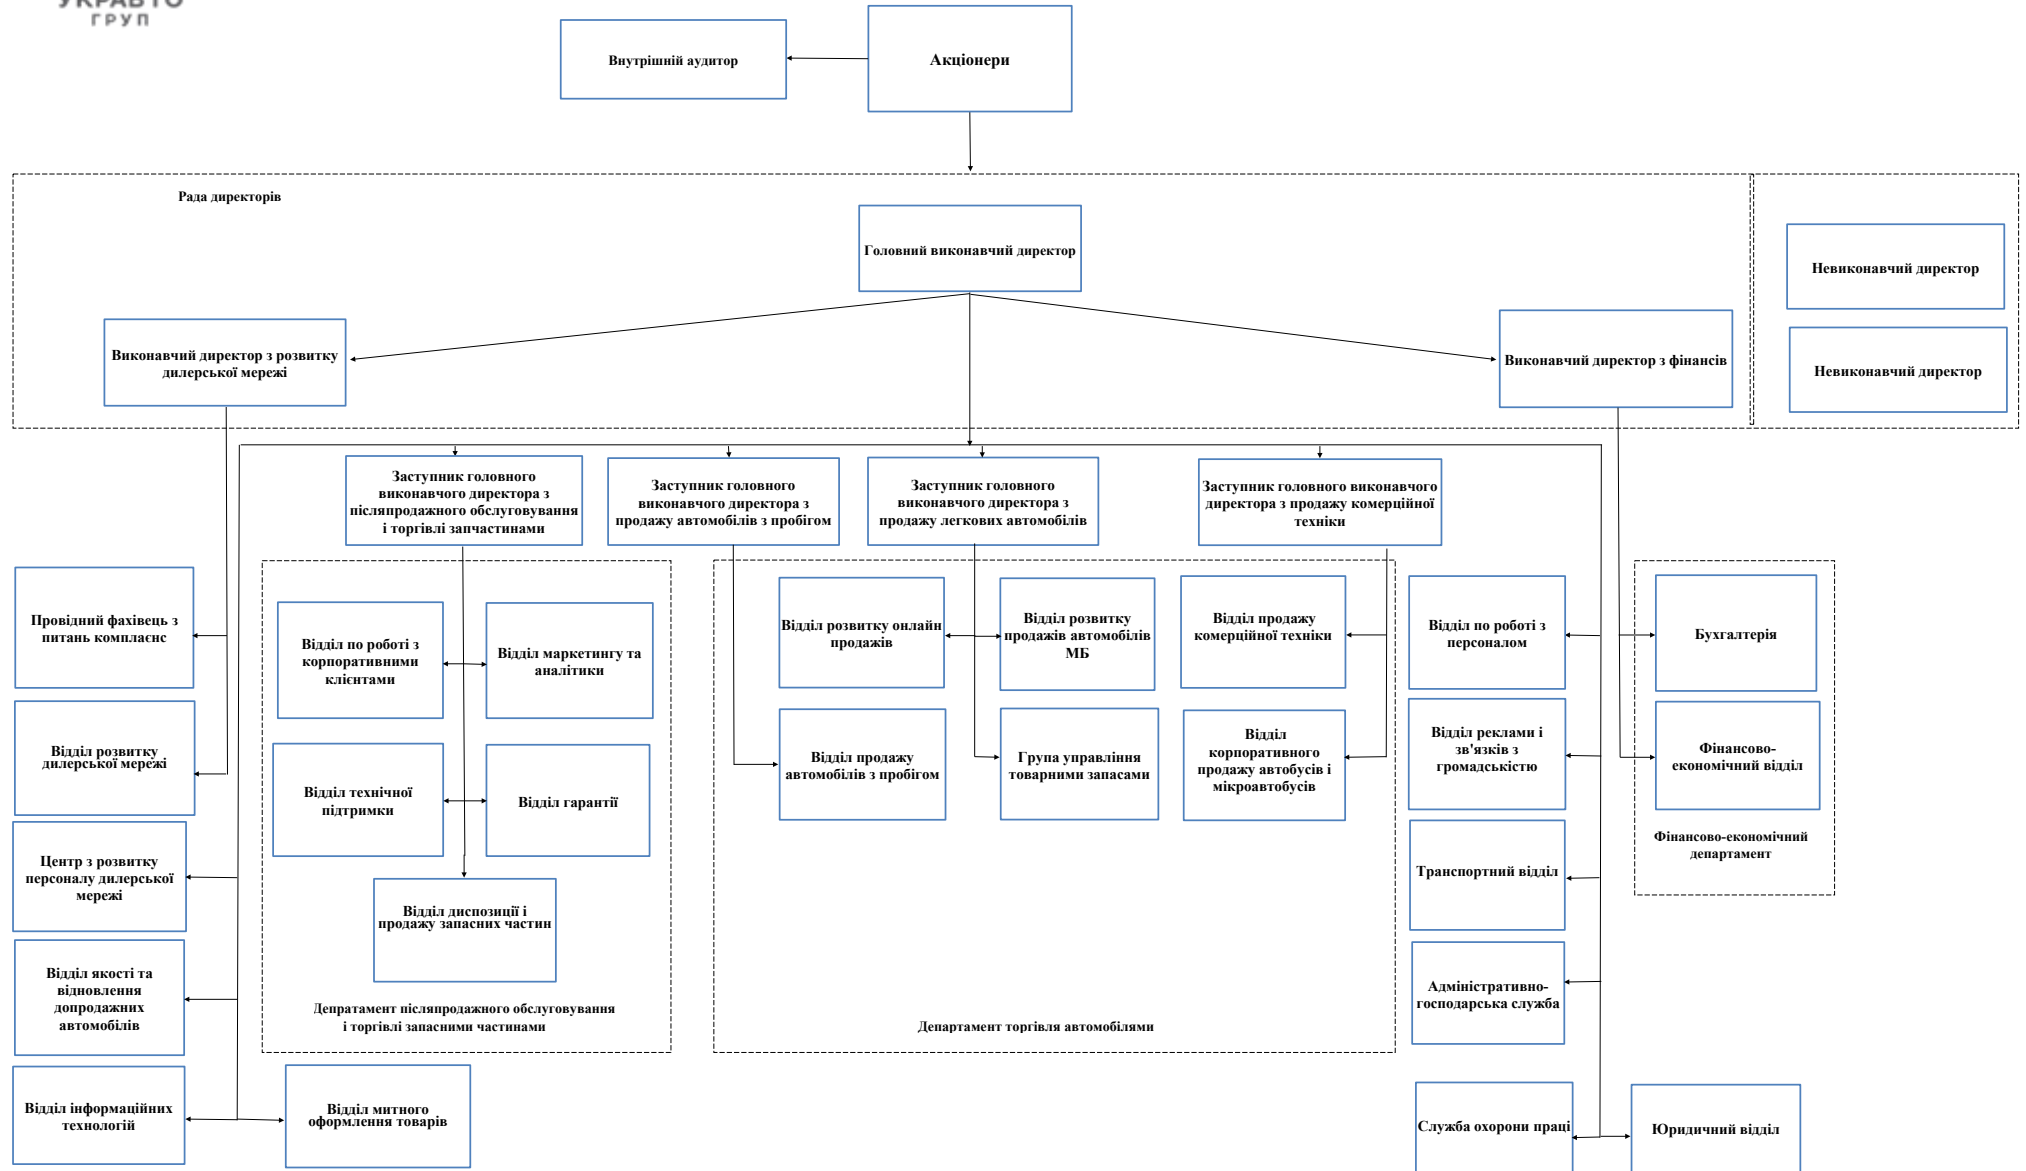 УКРАВТО
ГРУП
Внутрішній аудитор
Акціонери
Рада директорів
Головний виконавчий директор
Невиконавчий директор
Виконавчий директор з розвитку
дилерської мережі
Виконавчий директор з фінансів
Невиконавчий директор
Заступник головного
виконавчого директора з
післяпродажного обслуговування
і торгівлі запчастинами
Заступник головного
виконавчого директора з
продажу автомобілів з пробігом
Заступник головного
виконавчого директора з
продажу легкових автомобілів
Заступник головного виконавчого
директора з продажу комерційної
техніки
Провідний фахівець з
питань комплаєнс
Відділ по роботі з
корпоративними
клієнтами
Відділ маркетингу та
аналітики
Відділ розвитку онлайн
продажів
Відділ розвитку
продажів автомобілів
МБ
Відділ продажу
комерційної техніки
Відділ по роботі з
персоналом
Бухгалтерія
Відділ розвитку
дилерської мережі
Відділ технічної
підтримки
Відділ гарантії
Відділ продажу
автомобілів з пробігом
Група управління
товарними запасами
Відділ
корпоративного
продажу автобусів і
мікроавтобусів
Відділ реклами і
зв'язків з
громадськістю
Фінансово-
економічний відділ
Фінансово-економічний
департамент
Центр з розвитку
персоналу дилерської
мережі
Відділ диспозиції і
продажу запасних частин
Транспортний відділ
Відділ якості та
відновлення
допродажних
автомобілів
Депратамент післяпродажного обслуговування
і торгівлі запасними частинами
Департамент торгівля автомобілями
Адміністративно-
господарська служба
Відділ інформаційних
технологій
Відділ митного
оформлення товарів
Служба охорони праці
Юридичний відділ